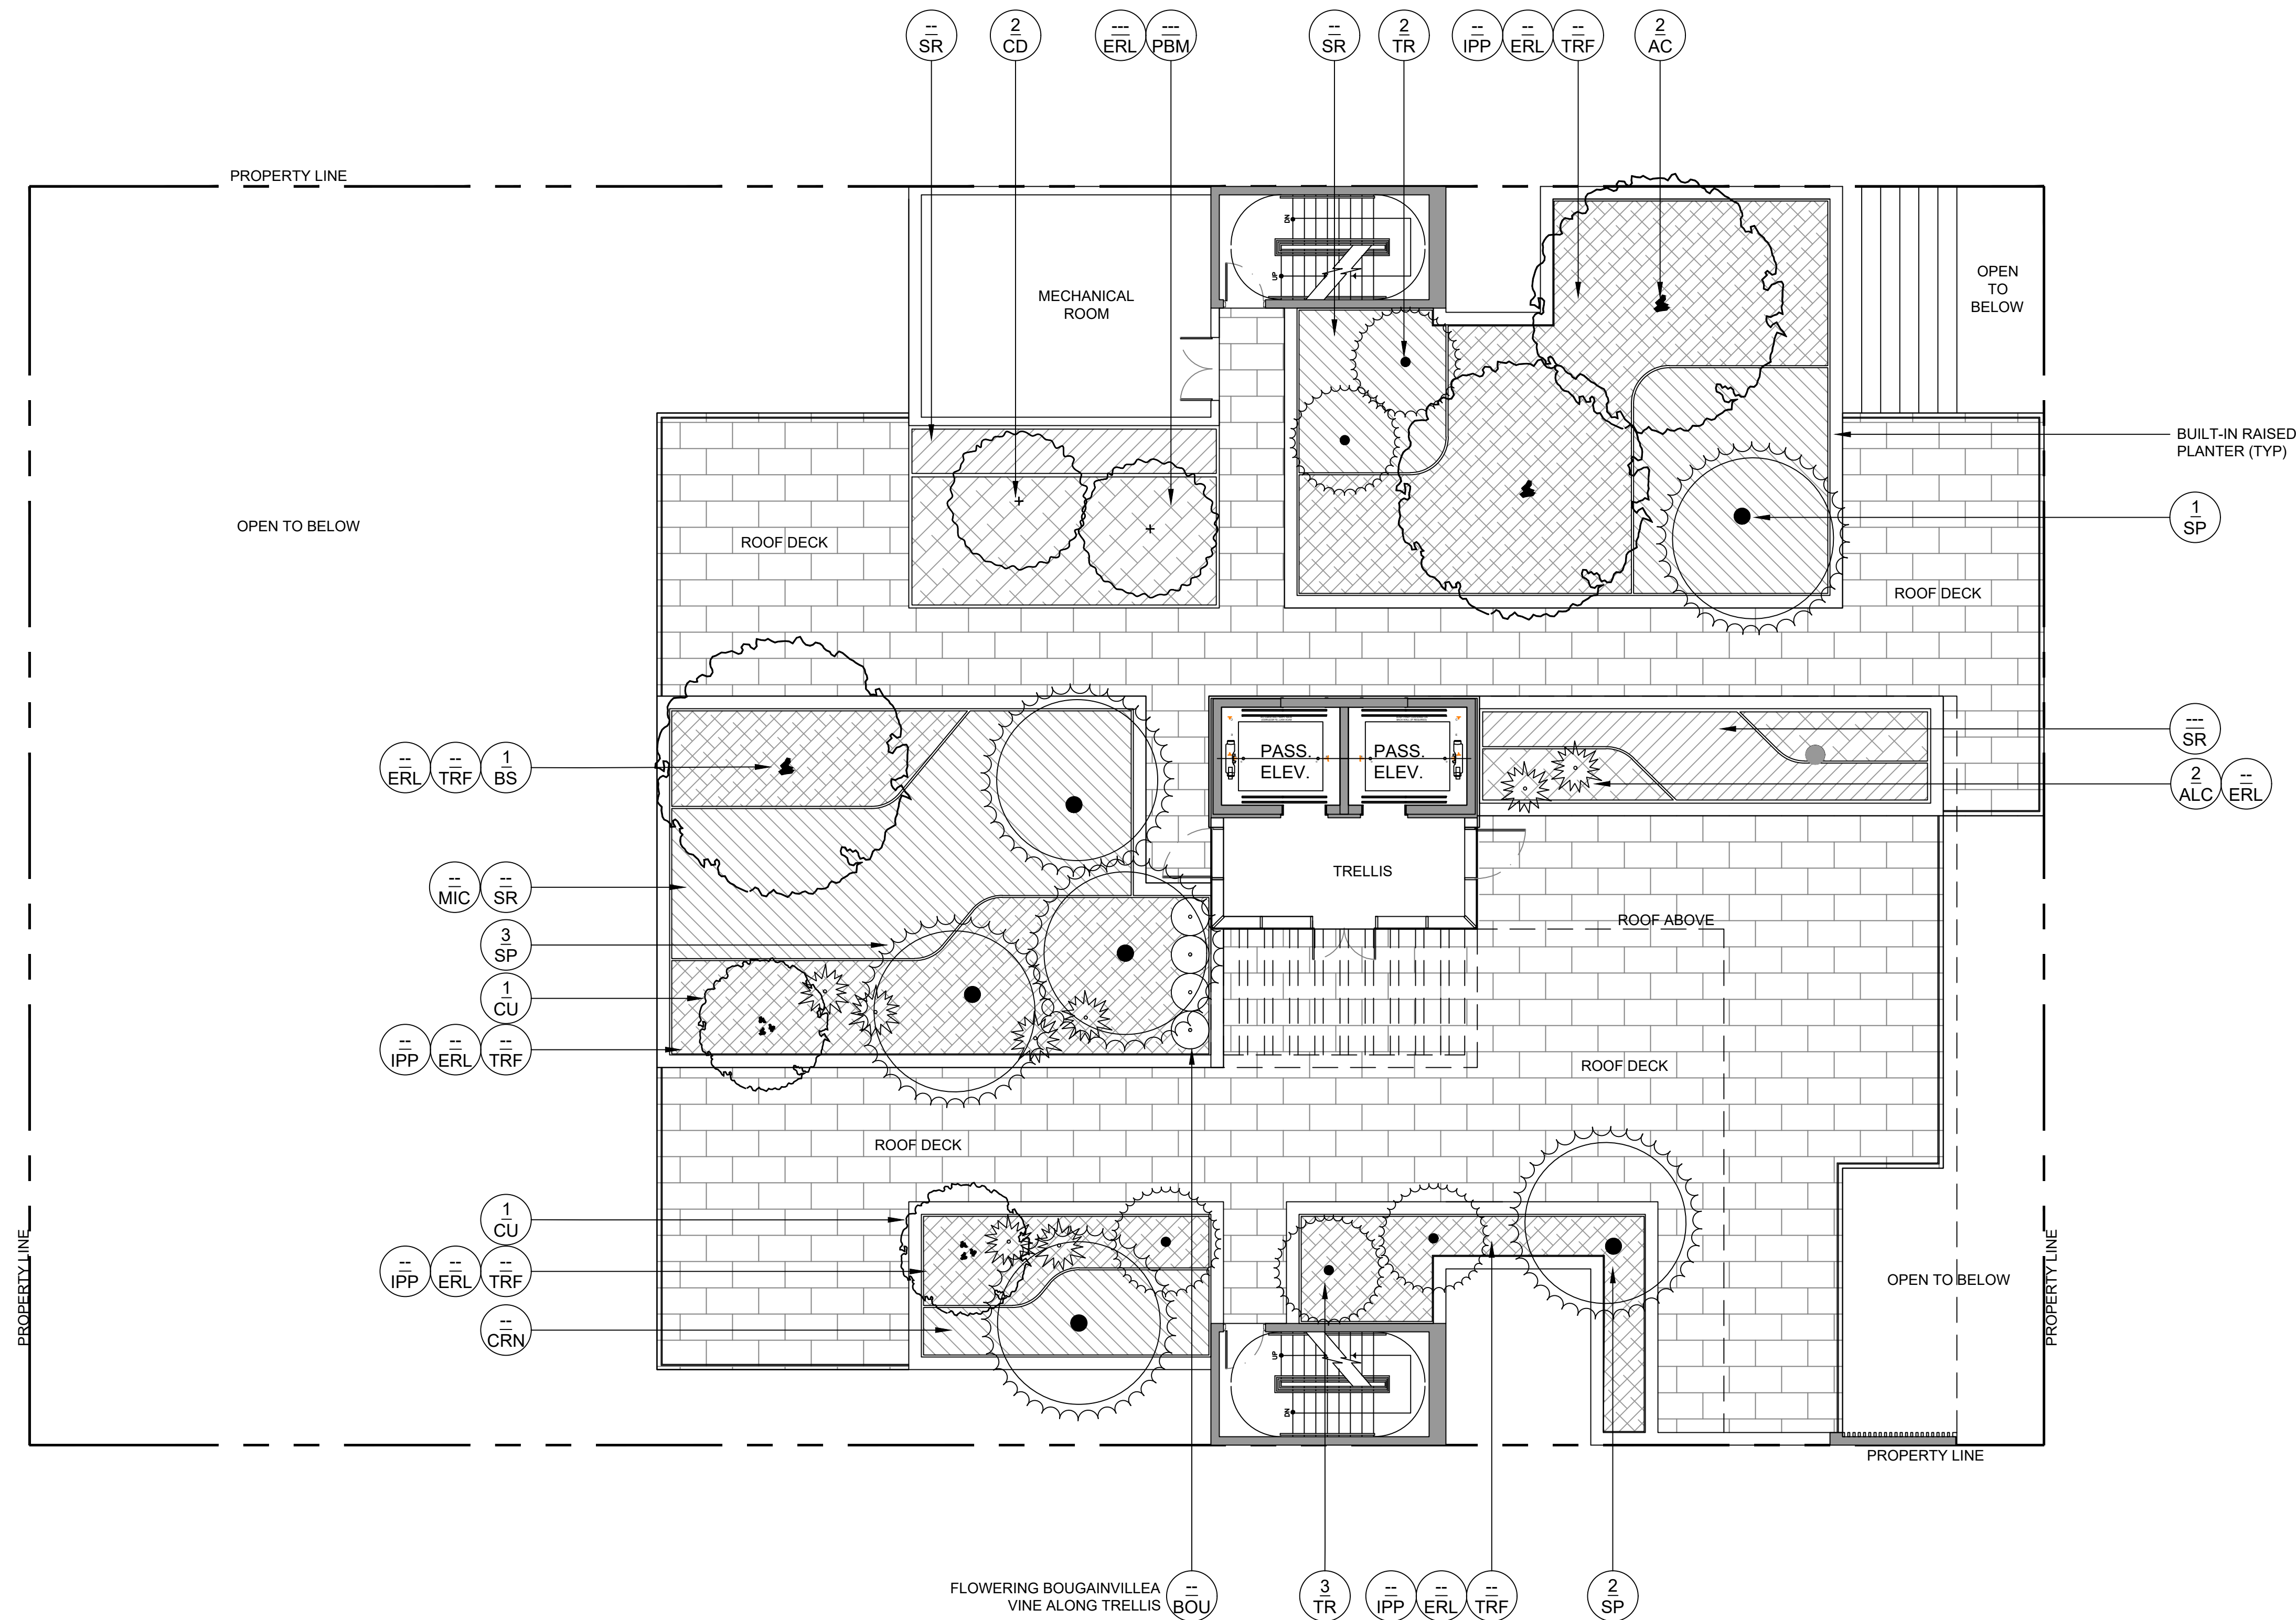 --
SR
2
CD
---
ERL
---
PBM
--
SR
2
TR
--
IPP
--
ERL
--
TRF
2
AC
PROPERTY LINE
DN
UP
MECHANICAL
ROOM
OPEN
TO
BELOW
BUILT-IN RAISED
PLANTER (TYP)
1
SP
OPEN TO BELOW
ROOF DECK
ROOF DECK
--
ERL
--
TRF
1
BS
PASS.
ELEV.
PASS.
ELEV.
---
SR
2
ALC
--
ERL
TRELLIS
--
MIC
--
SR
ROOF ABOVE
3
SP
1
CU
--
IPP
--
ERL
--
TRF
ROOF DECK
ROOF DECK
1
CU
--
IPP
--
ERL
--
TRF
--
CRN
PROPERTY LINE
OPEN TO BELOW
PROPERTY LINE
UP
DN
PROPERTY LINE
FLOWERING BOUGAINVILLEA
VINE ALONG TRELLIS
--
BOU
3
TR
--
IPP
--
ERL
--
TRF
2
SP